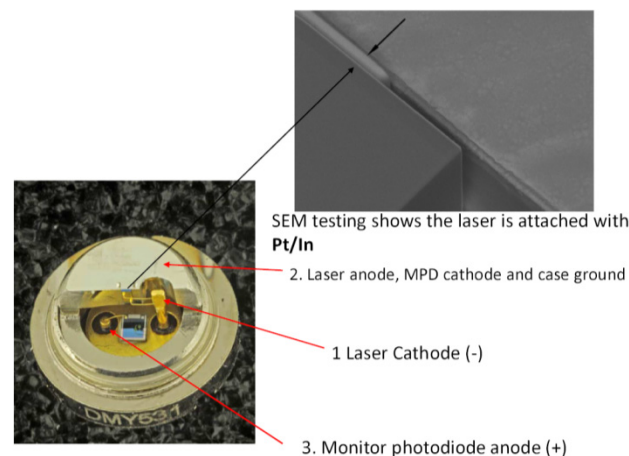 SEM testing shows the laser is attached with
Pt/In
2. Laser anode, MPD cathode and case ground
1 Laser Cathode (-)
3. Monitor photodiode anode (+)
DMY531